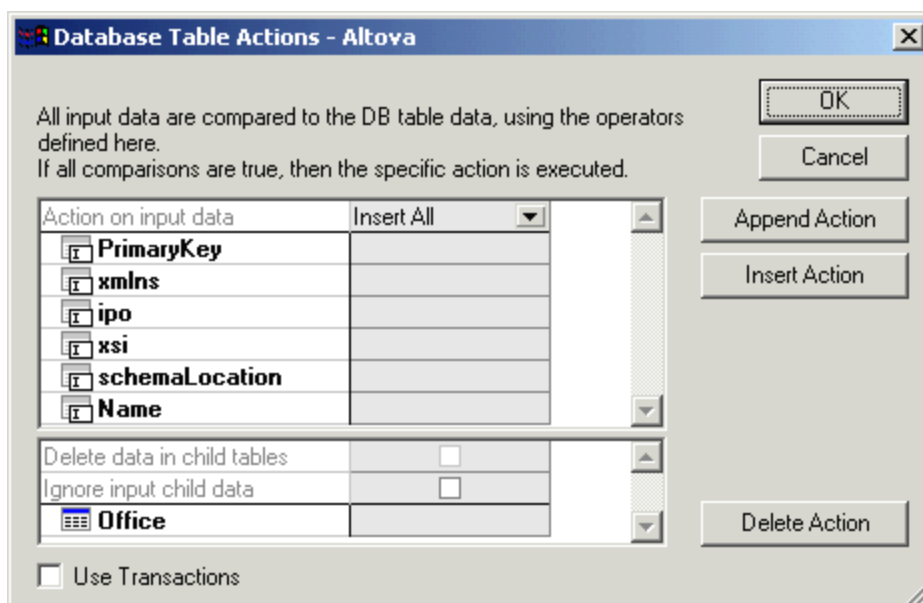 Database Table Actions - Altova
All input data are compared to the DB table data, using the operators
defined here.
If all comparisons are true, then the specific action is executed.
OK
Cancel
Action on input data Insert All
PrimaryKey
xmlns
ipo
xsi
schemaLocation
Name
Append Action
Insert Action
Delete data in child tables
Ignore input child data
Office
Delete Action
Use Transactions